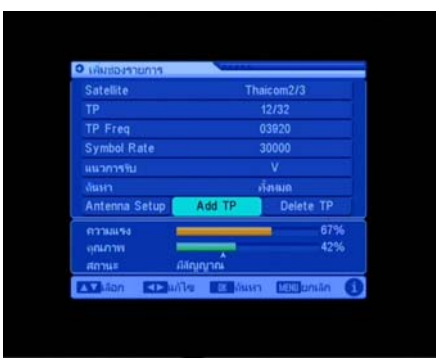 เพิ่มช่องรายการ
Satellite Thaicom2/3
TP 12/32
TP Freq 03920
Symbol Rate 30000
แนวการรับ V
ค้นหา ทั้งหมด
Antenna Setup Add TP Delete TP
ความแรง 67%
คุณภาพ 42%
สถานะ มีสัญญาณ
เลือก แก้ไข OK ค้นหา MENU ยกเลิก